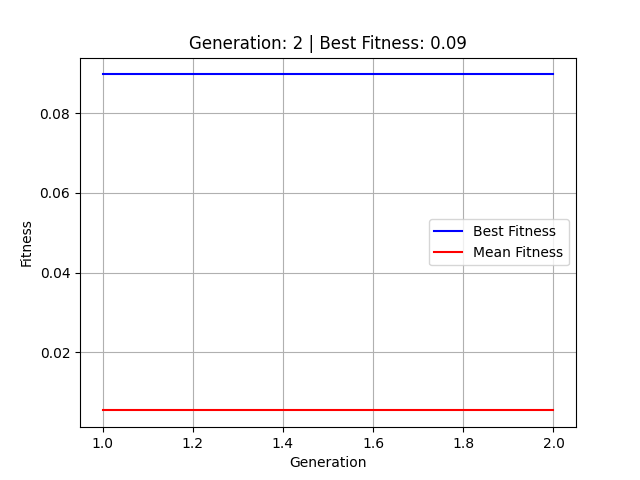 Generation: 2 | Best Fitness: 0.09
Fitness
0.08
0.06
0.04
0.02
Best Fitness
Mean Fitness
1.0 1.2 1.4 1.6 1.8 2.0
Generation